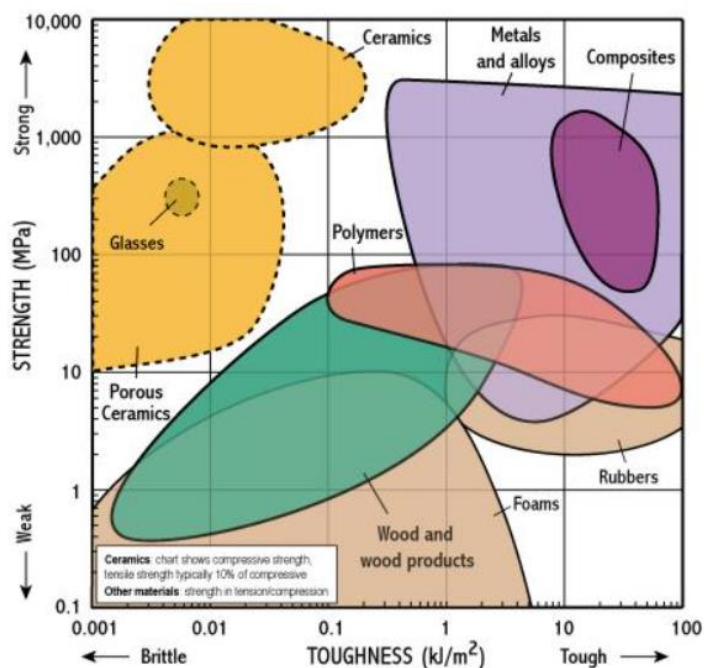 10,000
1,000
100
10
1
0.1
Strong
STRENGTH (MPa)
Weak
Ceramics
Metals
and alloys
Composites
Glasses
Polymers
Porous
Ceramics
Rubbers
Foams
Wood and
wood products
Ceramics: chart shows compressive strength,
tensile strength typically 10% of compressive
Other materials: strength in tension/compression
0.001
0.01
0.1
1
10
100
Brittle
TOUGHNESS (kJ/m²)
Tough